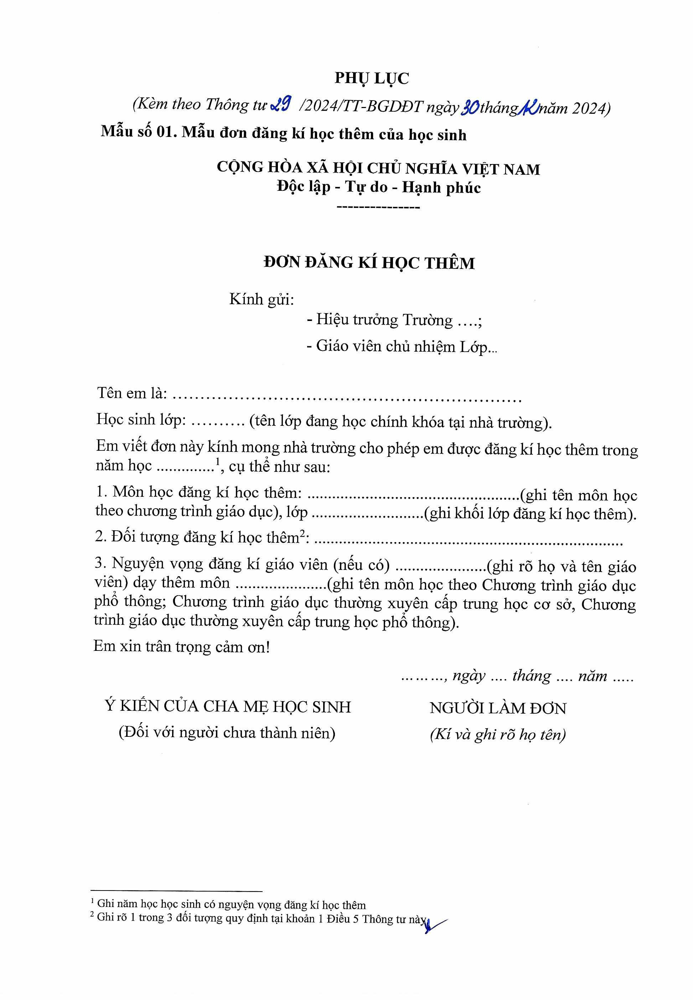 PHỤ LỤC
(Kèm theo Thông tư 29 /2024/TT-BGDĐT ngày 30 tháng 12 năm 2024)
Mẫu số 01. Mẫu đơn đăng kí học thêm của học sinh
CỘNG HÒA XÃ HỘI CHỦ NGHĨA VIỆT NAM
Độc lập - Tự do - Hạnh phúc
---------------
ĐƠN ĐĂNG KÍ HỌC THÊM
Kính gửi:
- Hiệu trưởng Trường ….;
- Giáo viên chủ nhiệm Lớp...
Tên em là: ……………………………………………………………
Học sinh lớp: ………. (tên lớp đang học chính khóa tại nhà trường).
Em viết đơn này kính mong nhà trường cho phép em được đăng kí học thêm trong
năm học ..............¹, cụ thể như sau:
1. Môn học đăng kí học thêm: ..................................................(ghi tên môn học
theo chương trình giáo dục), lớp ..........................(ghi khối lớp đăng kí học thêm).
2. Đối tượng đăng kí học thêm²: .........................................................................
3. Nguyện vọng đăng kí giáo viên (nếu có) .....................(ghi rõ họ và tên giáo
viên) dạy thêm môn .....................(ghi tên môn học theo Chương trình giáo dục
phổ thông; Chương trình giáo dục thường xuyên cấp trung học cơ sở, Chương
trình giáo dục thường xuyên cấp trung học phổ thông).
Em xin trân trọng cảm ơn!
........., ngày .... tháng .... năm .....
Ý KIẾN CỦA CHA MẸ HỌC SINH
(Đối với người chưa thành niên)
NGƯỜI LÀM ĐƠN
(Kí và ghi rõ họ tên)
¹ Ghi năm học học sinh có nguyện vọng đăng kí học thêm
² Ghi rõ 1 trong 3 đối tượng quy định tại khoản 1 Điều 5 Thông tư này